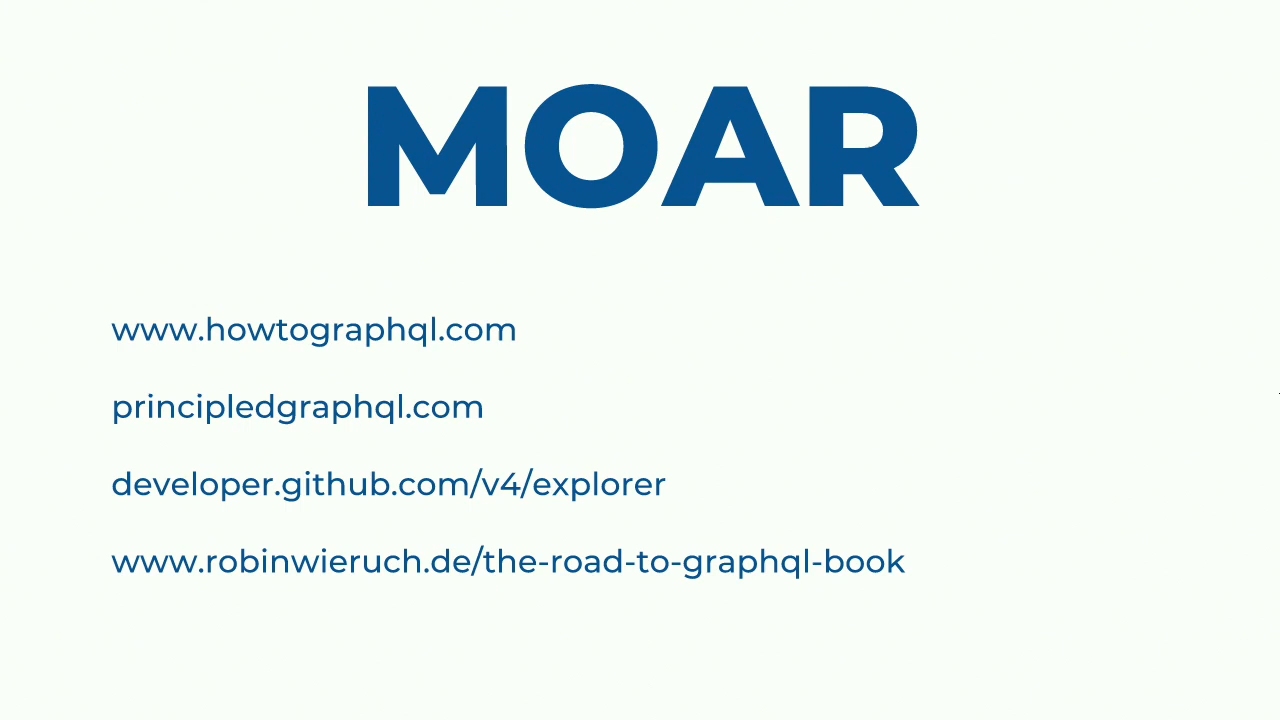 MOAR
www.howtographql.com
principledgraphql.com
developer.github.com/v4/explorer
www.robinwieruch.de/the-road-to-graphql-book